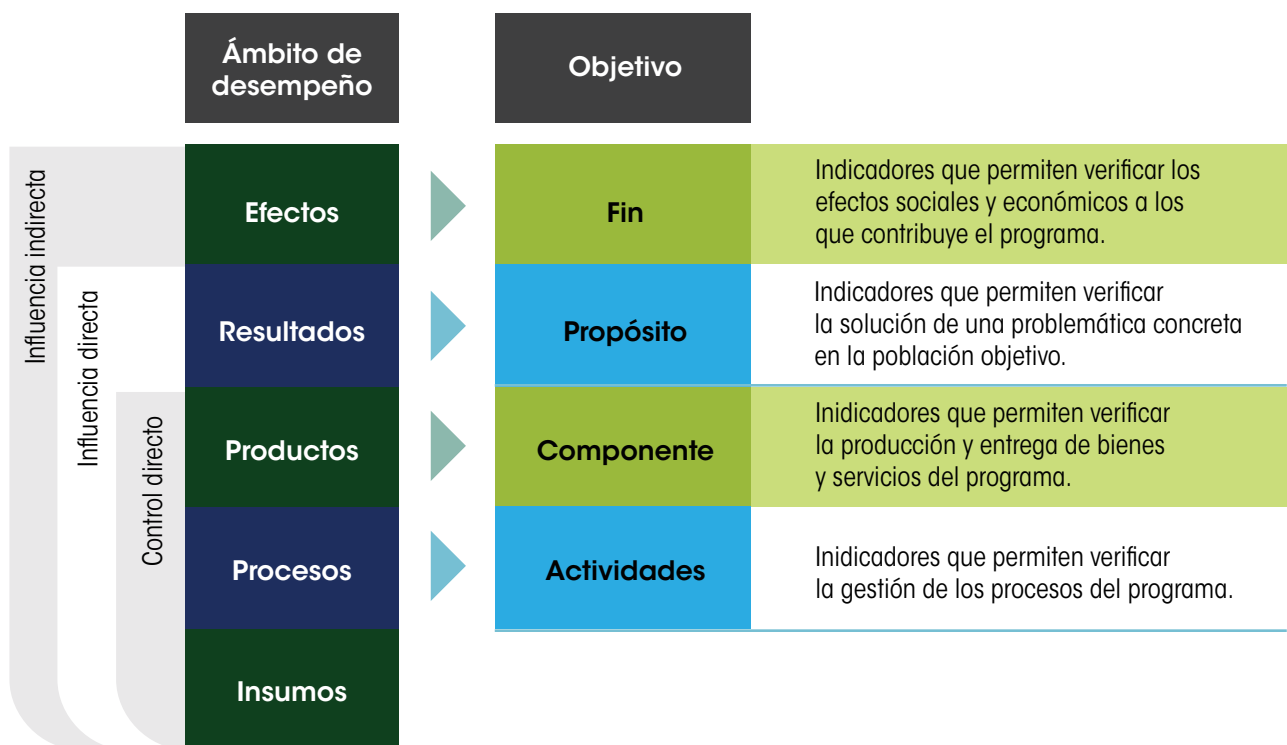 Ámbito de
desempeño
Objetivo
Influencia indirecta
Influencia directa
Control directo
Efectos
Fin
Indicadores que permiten verificar los
efectos sociales y económicos a los
que contribuye el programa.
Resultados
Propósito
Indicadores que permiten verificar
la solución de una problemática concreta
en la población objetivo.
Productos
Componente
Inidicadores que permiten verificar
la producción y entrega de bienes
y servicios del programa.
Procesos
Actividades
Inidicadores que permiten verificar
la gestión de los procesos del programa.
Insumos